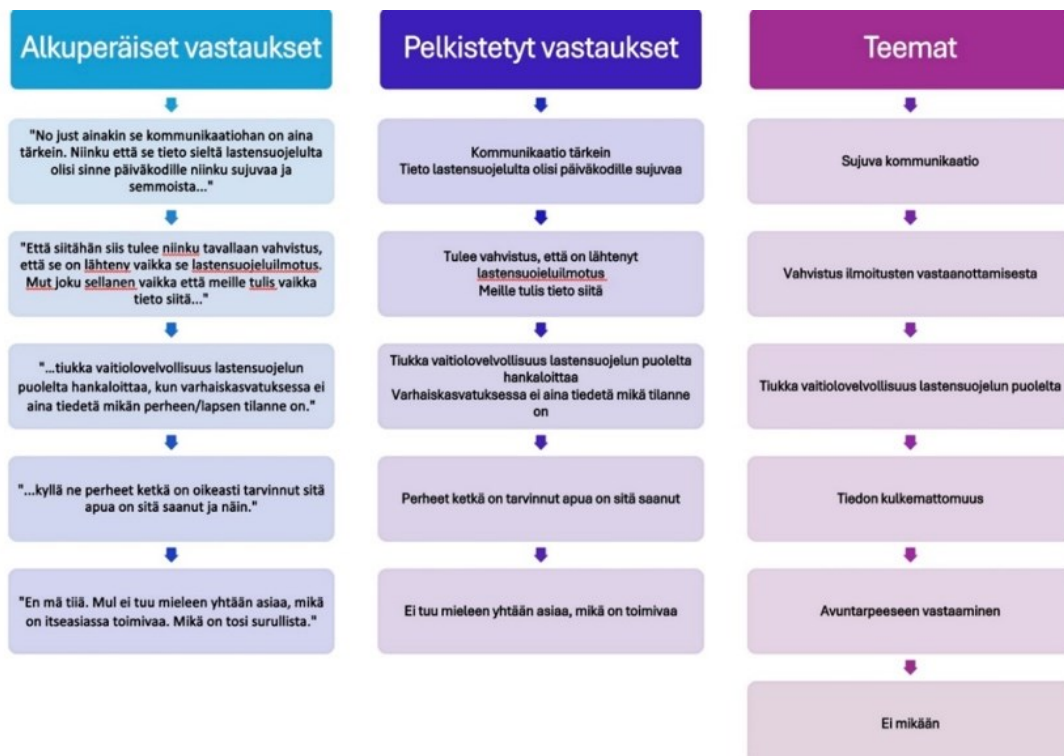 Alkuperäiset vastaukset
"No just ainakin se kommunikaatiohan on aina
tärkein. Niinku että se tieto sieltä lastensuojelulta
olisi sinne päiväkodille niinku sujuvaa ja
semmoista..."
"Että siitähän siis tulee niinku tavallaan vahvistus,
että se on lähteny vaikka se lastensuojeluilmotus.
Mut joku sellanen vaikka että meille tulis vaikka
tieto siitä..."
"...tiukka vaitiolovelvollisuus lastensuojelun
puolelta hankaloittaa, kun varhaiskasvatuksessa ei
aina tiedetä mikän perheen/lapsen tilanne on."
"...kyllä ne perheet ketkä on oikeasti tarvinnut sitä
apua on sitä saanut ja näin."
"En mä tiiä. Mul ei tuu mieleen yhtään asiaa, mikä
on itseasiassa toimivaa. Mikä on tosi surullista."
Pelkistetyt vastaukset
Kommunikaatio tärkein
Tieto lastensuojelulta olisi päiväkodille sujuvaa
Tulee vahvistus, että on lähtenyt
lastensuojeluilmotus
Meille tulis tieto siitä
Tiukka vaitiolovelvollisuus lastensuojelun puolelta
hankaloittaa
Varhaiskasvatuksessa ei aina tiedetä mikä tilanne
on
Perheet ketkä on tarvinnut apua on sitä saanut
Ei tuu mieleen yhtään asiaa, mikä on toimivaa
Teemat
Sujuva kommunikaatio
Vahvistus ilmoitusten vastaanottamisesta
Tiukka vaitiolovelvollisuus lastensuojelun puolelta
Tiedon kulkemattomuus
Avuntarpeeseen vastaaminen
Ei mikään